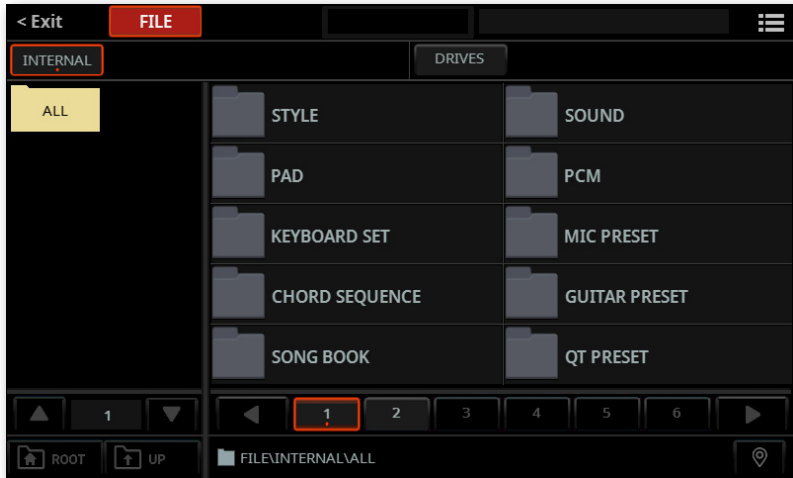 < Exit FILE
INTERNAL DRIVES
ALL
STYLE SOUND
PAD PCM
KEYBOARD SET MIC PRESET
CHORD SEQUENCE GUITAR PRESET
SONG BOOK QT PRESET
1 1 2 3 4 5 6
ROOT UP FILE\INTERNAL\ALL